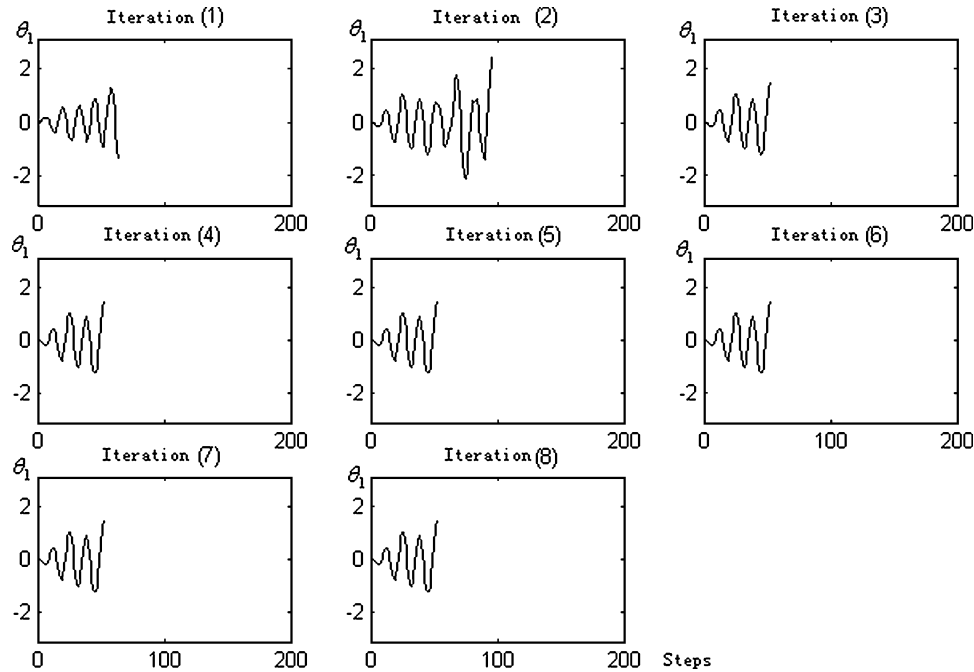 Iteration (1)
Iteration (2)
Iteration (3)
θ1
2
0
-2
0
200
θ1
2
0
-2
0
200
θ1
2
0
-2
0
200
Iteration (4)
Iteration (5)
Iteration (6)
θ1
2
0
-2
0
200
θ1
2
0
-2
0
200
θ1
2
0
-2
0
100
200
Iteration (7)
Iteration (8)
θ1
2
0
-2
0
100
200
θ1
2
0
-2
0
100
200
Steps